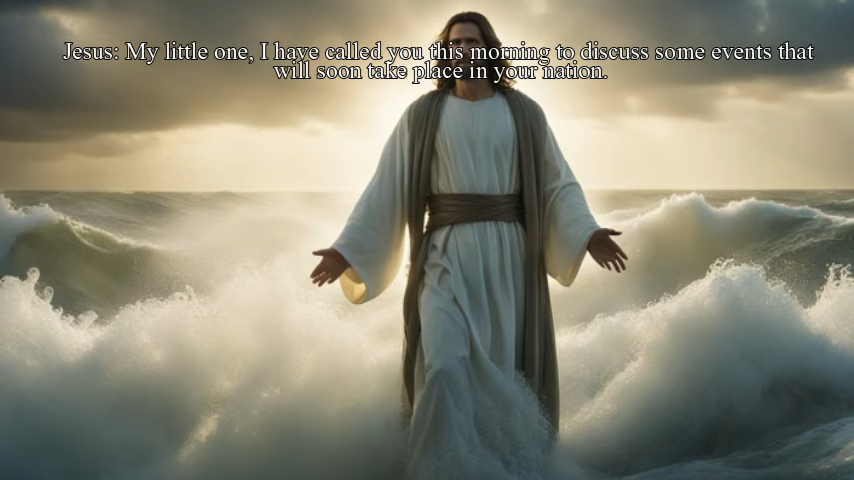 Jesus: My little one, I have called you this morning to discuss some events that
will soon take place in your nation.